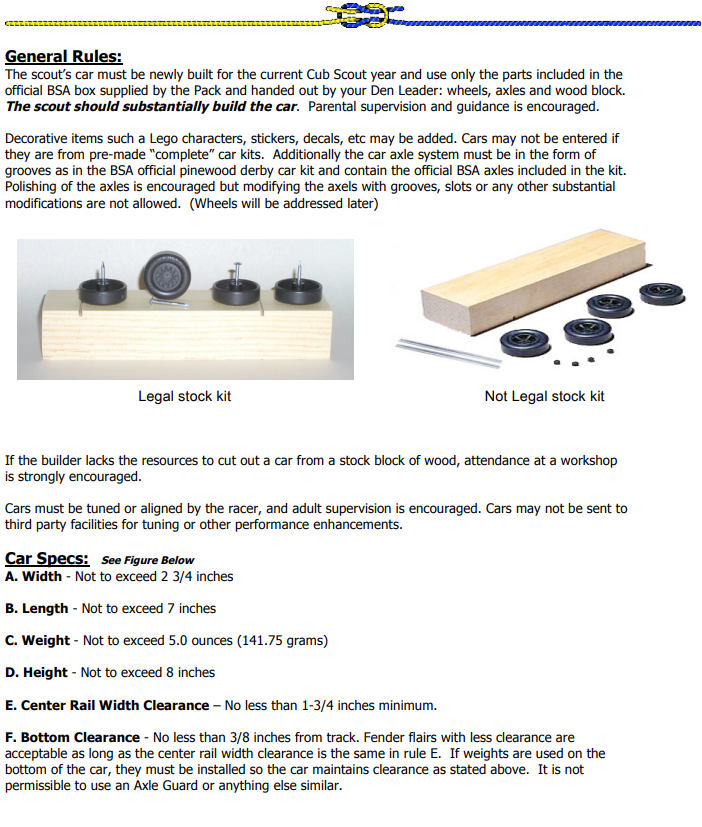 General Rules:
The scout's car must be newly built for the current Cub Scout year and use only the parts included in the
official BSA box supplied by the Pack and handed out by your Den Leader: wheels, axles and wood block.
The scout should substantially build the car.  Parental supervision and guidance is encouraged.
Decorative items such a Lego characters, stickers, decals, etc may be added. Cars may not be entered if
they are from pre-made "complete" car kits.  Additionally the car axle system must be in the form of
grooves as in the BSA official pinewood derby car kit and contain the official BSA axles included in the kit.
Polishing of the axles is encouraged but modifying the axels with grooves, slots or any other substantial
modifications are not allowed.  (Wheels will be addressed later)
Legal stock kit
Not Legal stock kit
If the builder lacks the resources to cut out a car from a stock block of wood, attendance at a workshop
is strongly encouraged.
Cars must be tuned or aligned by the racer, and adult supervision is encouraged. Cars may not be sent to
third party facilities for tuning or other performance enhancements.
Car Specs:  See Figure Below
A. Width - Not to exceed 2 3/4 inches
B. Length - Not to exceed 7 inches
C. Weight - Not to exceed 5.0 ounces (141.75 grams)
D. Height - Not to exceed 8 inches
E. Center Rail Width Clearance – No less than 1-3/4 inches minimum.
F. Bottom Clearance - No less than 3/8 inches from track. Fender flairs with less clearance are
acceptable as long as the center rail width clearance is the same in rule E.  If weights are used on the
bottom of the car, they must be installed so the car maintains clearance as stated above.  It is not
permissible to use an Axle Guard or anything else similar.